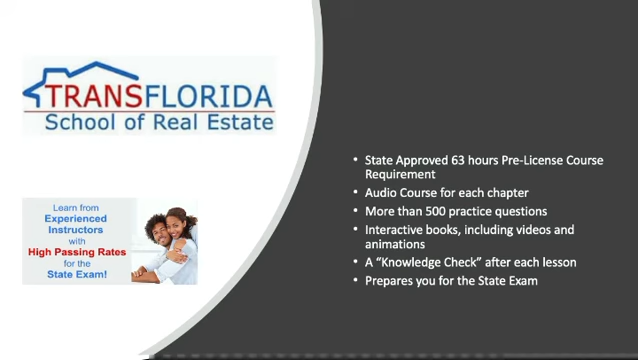 TRANSFLORIDA
School of Real Estate
Learn from
Experienced
Instructors
with
High Passing Rates
for the
State Exam!
• State Approved 63 hours Pre-License Course
Requirement
• Audio Course for each chapter
• More than 500 practice questions
• Interactive books, including videos and
animations
• A “Knowledge Check” after each lesson
• Prepares you for the State Exam